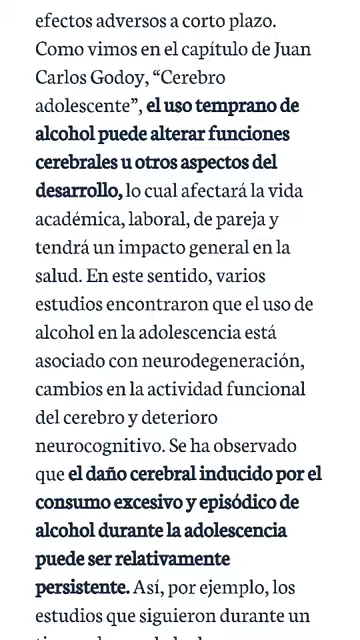 efectos adversos a corto plazo.
Como vimos en el capítulo de Juan
Carlos Godoy, “Cerebro
adolescente”, el uso temprano de
alcohol puede alterar funciones
cerebrales u otros aspectos del
desarrollo, lo cual afectará la vida
académica, laboral, de pareja y
tendrá un impacto general en la
salud. En este sentido, varios
estudios encontraron que el uso de
alcohol en la adolescencia está
asociado con neurodegeneración,
cambios en la actividad funcional
del cerebro y deterioro
neurocognitivo. Se ha observado
que el daño cerebral inducido por el
consumo excesivo y episódico de
alcohol durante la adolescencia
puede ser relativamente
persistente. Así, por ejemplo, los
estudios que siguieron durante un